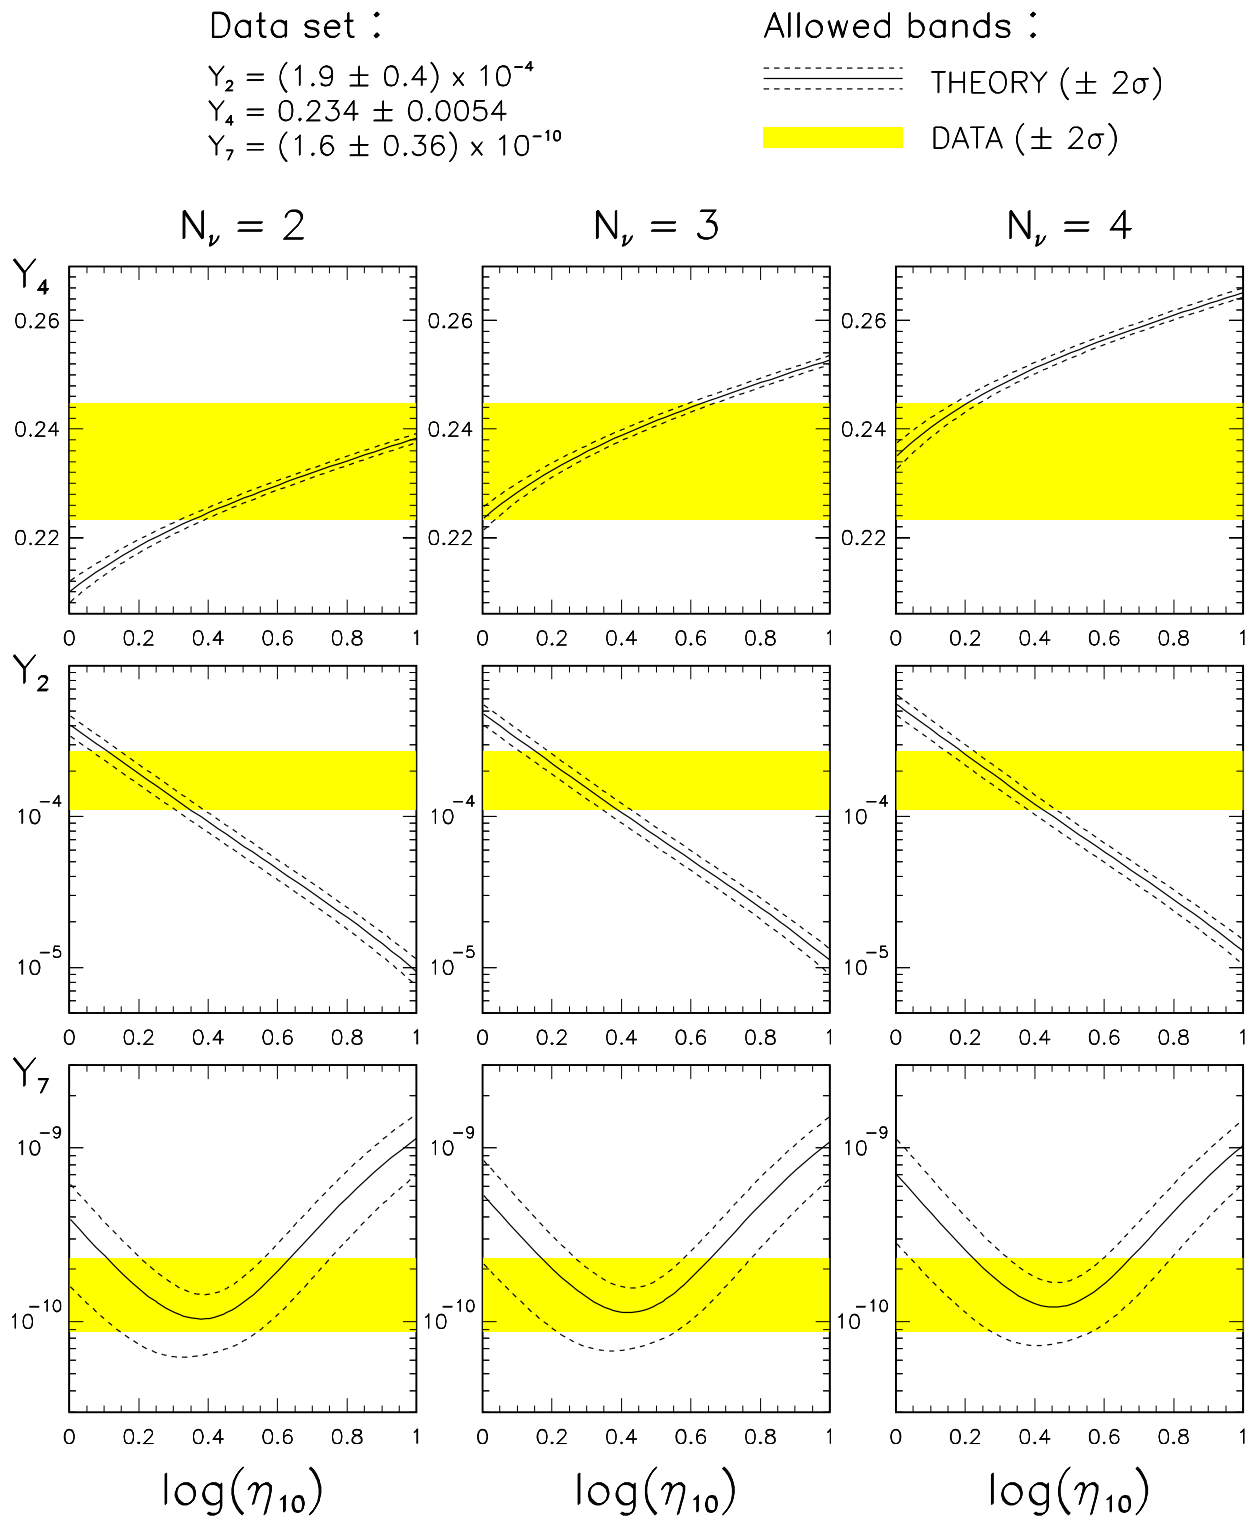 Data set :
Y₂ = (1.9 ± 0.4) x 10⁻⁴
Y₄ = 0.234 ± 0.0054
Y₇ = (1.6 ± 0.36) x 10⁻¹⁰
Allowed bands :
THEORY (± 2σ)
DATA (± 2σ)
N_ν = 2
N_ν = 3
N_ν = 4
Y₄
0.26 0.26 0.26
0.24 0.24 0.24
0.22 0.22 0.22
0 0.2 0.4 0.6 0.8 1 0 0.2 0.4 0.6 0.8 1 0 0.2 0.4 0.6 0.8 1
Y₂
10⁻⁴ 10⁻⁴ 10⁻⁴
10⁻⁵ 10⁻⁵ 10⁻⁵
0 0.2 0.4 0.6 0.8 1 0 0.2 0.4 0.6 0.8 1 0 0.2 0.4 0.6 0.8 1
Y₇
10⁻⁹ 10⁻⁹ 10⁻⁹
10⁻¹⁰ 10⁻¹⁰ 10⁻¹⁰
0 0.2 0.4 0.6 0.8 1 0 0.2 0.4 0.6 0.8 1 0 0.2 0.4 0.6 0.8 1
log(η₁₀) log(η₁₀) log(η₁₀)